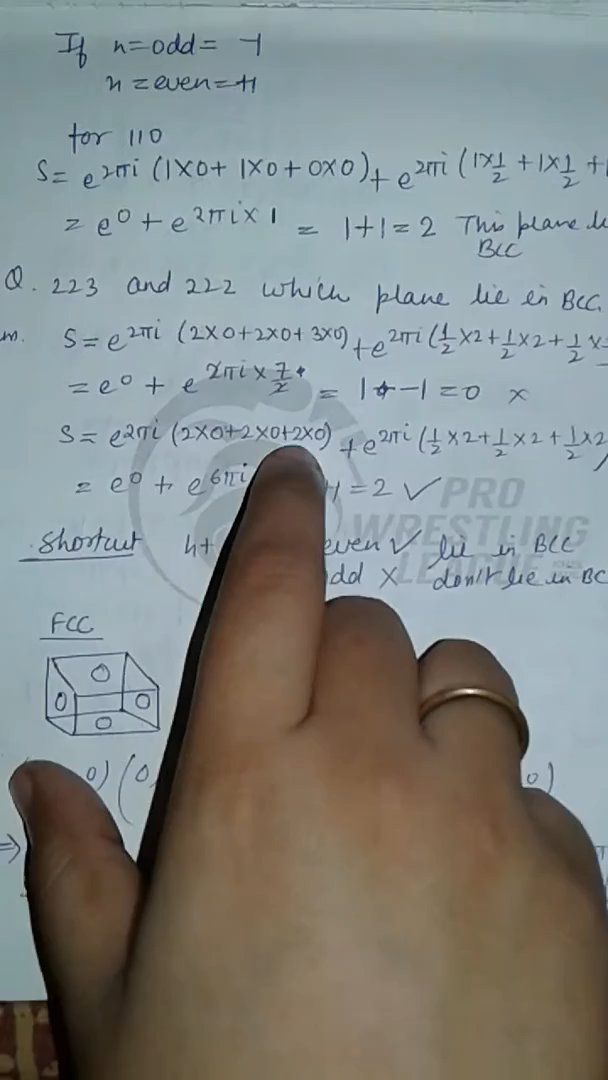 If n=odd= -1
n=even=+1
for 110
S= e^2πi (1×0+ 1×0+0×0)+ e^2πi (1×1/2 +1×1/2 +
= e^0 + e^2πi×1 = 1+1=2 This plane
BCC
Q. 223 and 222 which plane lie in BCC.
S= e^2πi (2×0+2×0+3×0)+e^2πi(1/2×2+1/2×2+1/2×
= e^0 + e^2πi×7/2 = 1+-1=0 ×
S= e^2πi (2×0+2×0+2×0) +e^2πi (1/2×2+1/2×2+1/2×2
= e^0 + e^6πi =2 ✓
PRO
WRESTLING
LEAGUE
Shortcut h+ even ✓ lie in BCC
odd × don't lie in BC
FCC
0) (0, 0)
⇒